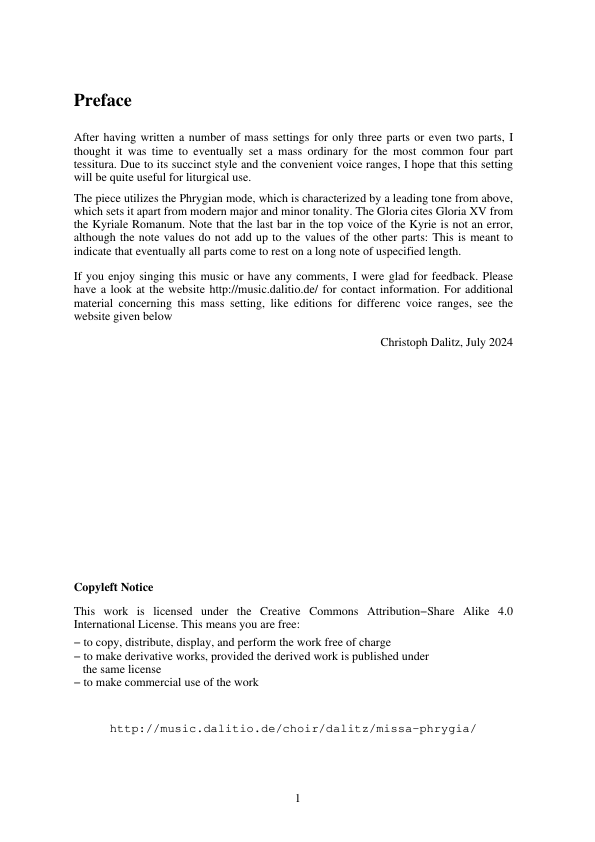 Preface
After having written a number of mass settings for only three parts or even two parts, I
thought it was time to eventually set a mass ordinary for the most common four part
tessitura. Due to its succinct style and the convenient voice ranges, I hope that this setting
will be quite useful for liturgical use.
The piece utilizes the Phrygian mode, which is characterized by a leading tone from above,
which sets it apart from modern major and minor tonality. The Gloria cites Gloria XV from
the Kyriale Romanum. Note that the last bar in the top voice of the Kyrie is not an error,
although the note values do not add up to the values of the other parts: This is meant to
indicate that eventually all parts come to rest on a long note of uspecified length.
If you enjoy singing this music or have any comments, I were glad for feedback. Please
have a look at the website http://music.dalitio.de/ for contact information. For additional
material concerning this mass setting, like editions for differenc voice ranges, see the
website given below
Christoph Dalitz, July 2024
Copyleft Notice
This work is licensed under the Creative Commons Attribution−Share Alike 4.0
International License. This means you are free:
− to copy, distribute, display, and perform the work free of charge
− to make derivative works, provided the derived work is published under
the same license
− to make commercial use of the work
http://music.dalitio.de/choir/dalitz/missa-phrygia/
1